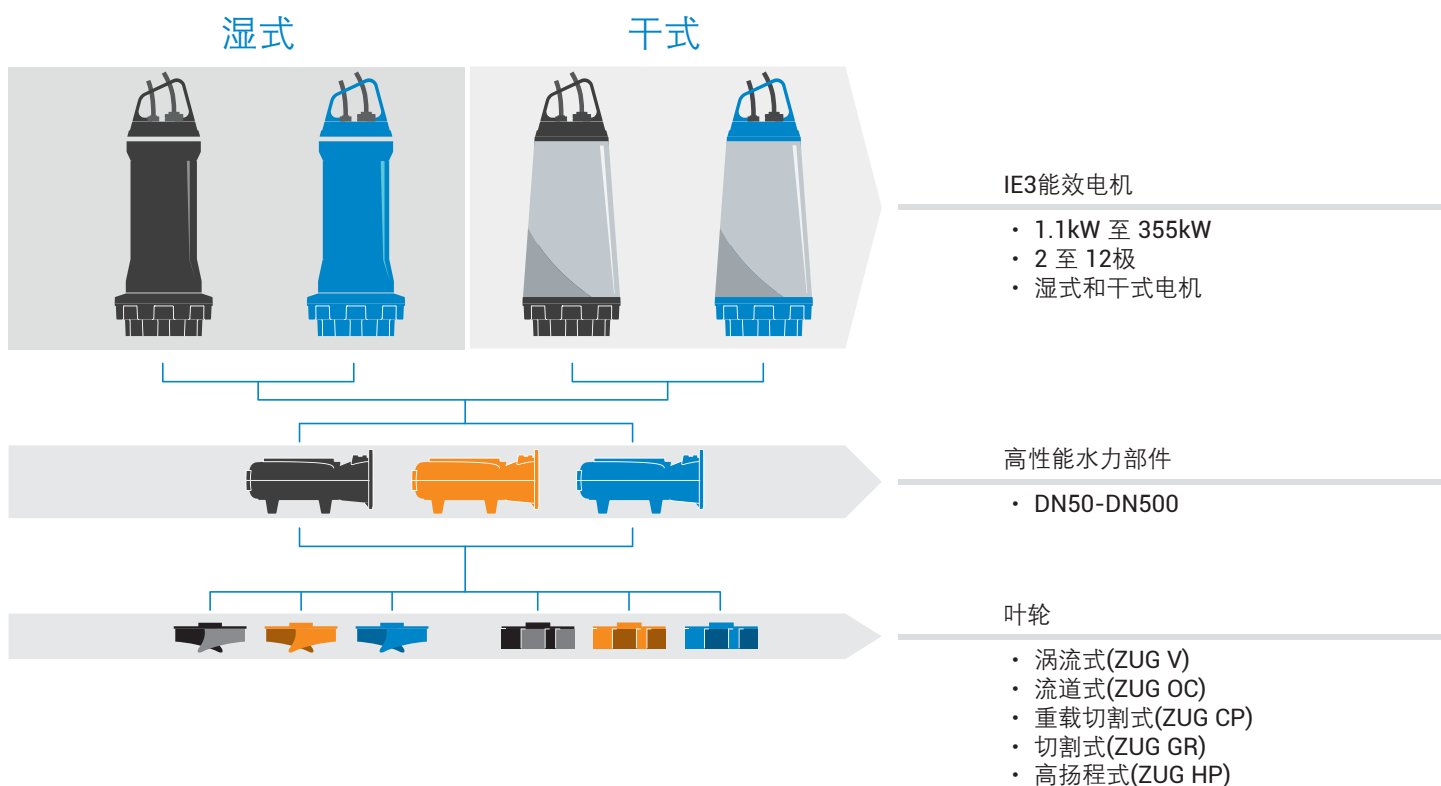 湿式
干式
IE3能效电机
• 1.1kW 至 355kW
• 2 至 12极
• 湿式和干式电机
高性能水力部件
• DN50-DN500
叶轮
• 涡流式(ZUG V)
• 流道式(ZUG OC)
• 重载切割式(ZUG CP)
• 切割式(ZUG GR)
• 高扬程式(ZUG HP)